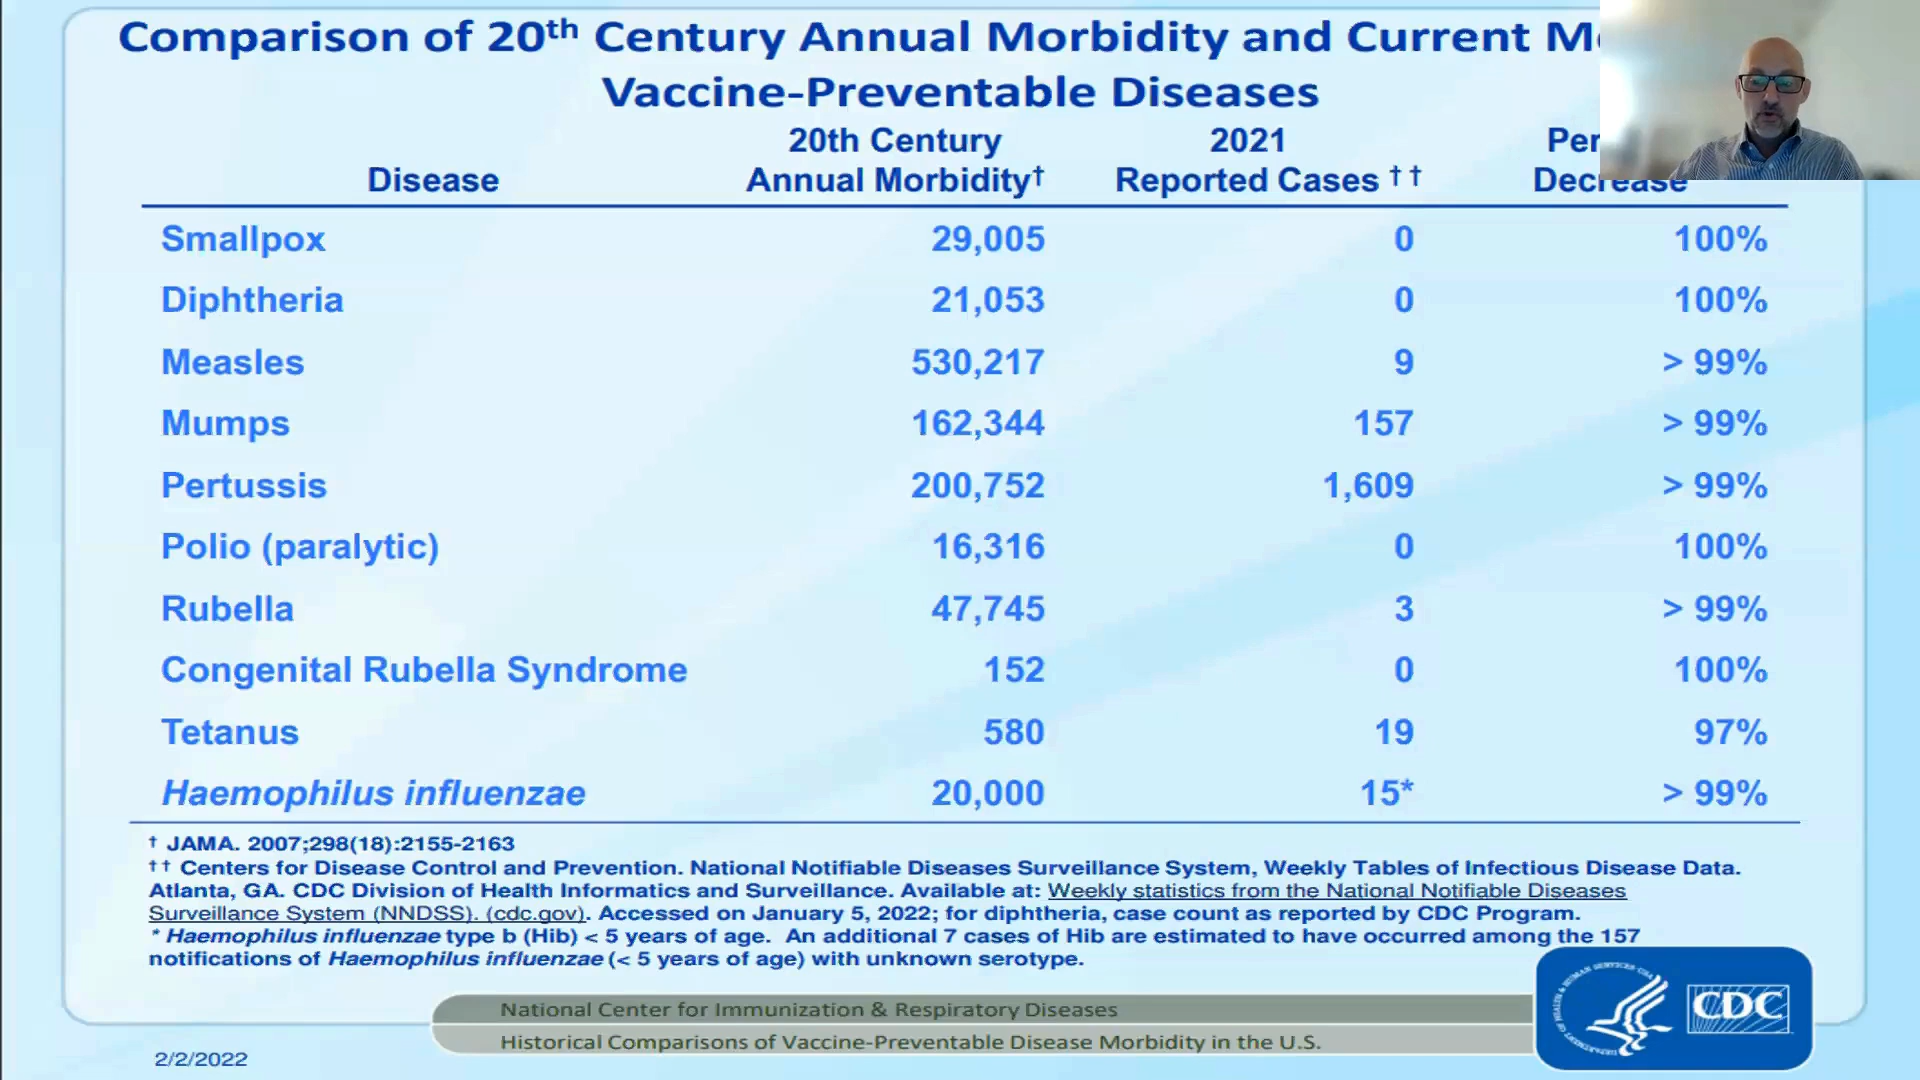 Comparison of 20th Century Annual Morbidity and Current
Vaccine-Preventable Diseases
Disease
20th Century
Annual Morbidity†
2021
Reported Cases ††
Decrease
Smallpox 29,005 0 100%
Diphtheria 21,053 0 100%
Measles 530,217 9 > 99%
Mumps 162,344 157 > 99%
Pertussis 200,752 1,609 > 99%
Polio (paralytic) 16,316 0 100%
Rubella 47,745 3 > 99%
Congenital Rubella Syndrome 152 0 100%
Tetanus 580 19 97%
Haemophilus influenzae 20,000 15* > 99%
† JAMA. 2007;298(18):2155-2163
†† Centers for Disease Control and Prevention. National Notifiable Diseases Surveillance System, Weekly Tables of Infectious Disease Data.
Atlanta, GA. CDC Division of Health Informatics and Surveillance. Available at: Weekly statistics from the National Notifiable Diseases
Surveillance System (NNDSS). (cdc.gov). Accessed on January 5, 2022; for diphtheria, case count as reported by CDC Program.
* Haemophilus influenzae type b (Hib) < 5 years of age. An additional 7 cases of Hib are estimated to have occurred among the 157
notifications of Haemophilus influenzae (< 5 years of age) with unknown serotype.
National Center for Immunization & Respiratory Diseases
Historical Comparisons of Vaccine-Preventable Disease Morbidity in the U.S.
CDC
2/2/2022